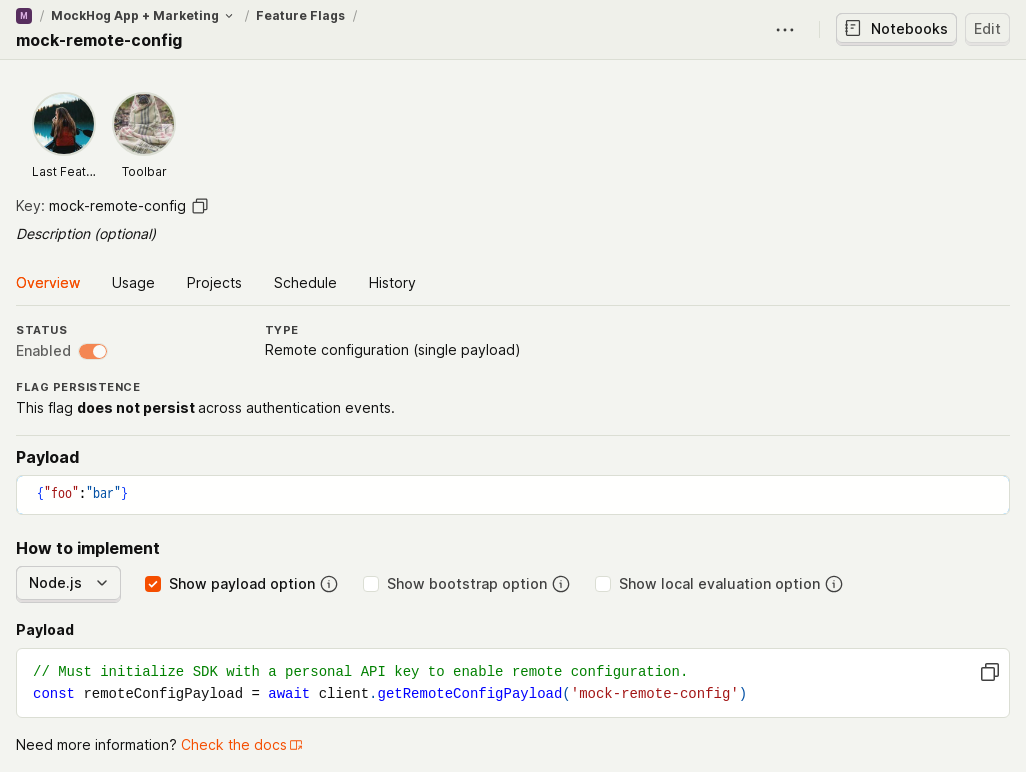 M / MockHog App + Marketing / Feature Flags /
mock-remote-config
Notebooks
Edit
Last Feat...
Toolbar
Key: mock-remote-config
Description (optional)
Overview
Usage
Projects
Schedule
History
STATUS
Enabled
TYPE
Remote configuration (single payload)
FLAG PERSISTENCE
This flag does not persist across authentication events.
Payload
{"foo":"bar"}
How to implement
Node.js
Show payload option
Show bootstrap option
Show local evaluation option
Payload
// Must initialize SDK with a personal API key to enable remote configuration.
const remoteConfigPayload = await client.getRemoteConfigPayload('mock-remote-config')
Need more information? Check the docs